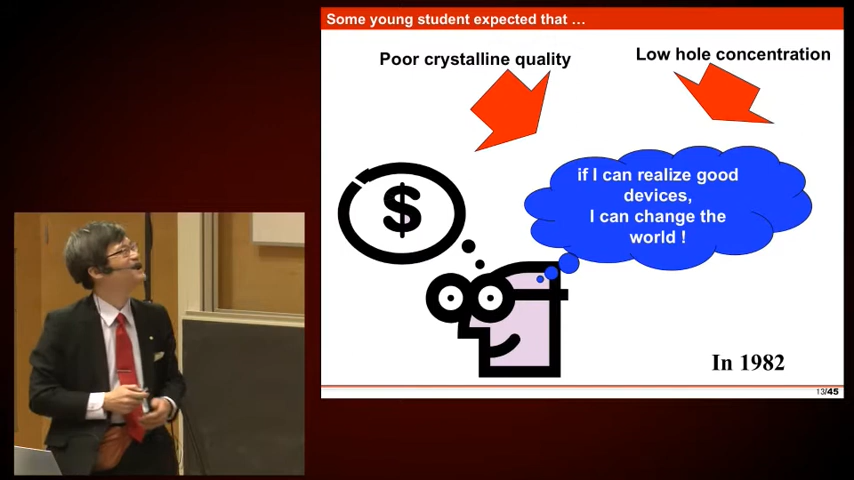 Some young student expected that …
Poor crystalline quality
Low hole concentration
$
if I can realize good
devices,
I can change the
world !
In 1982
13/45